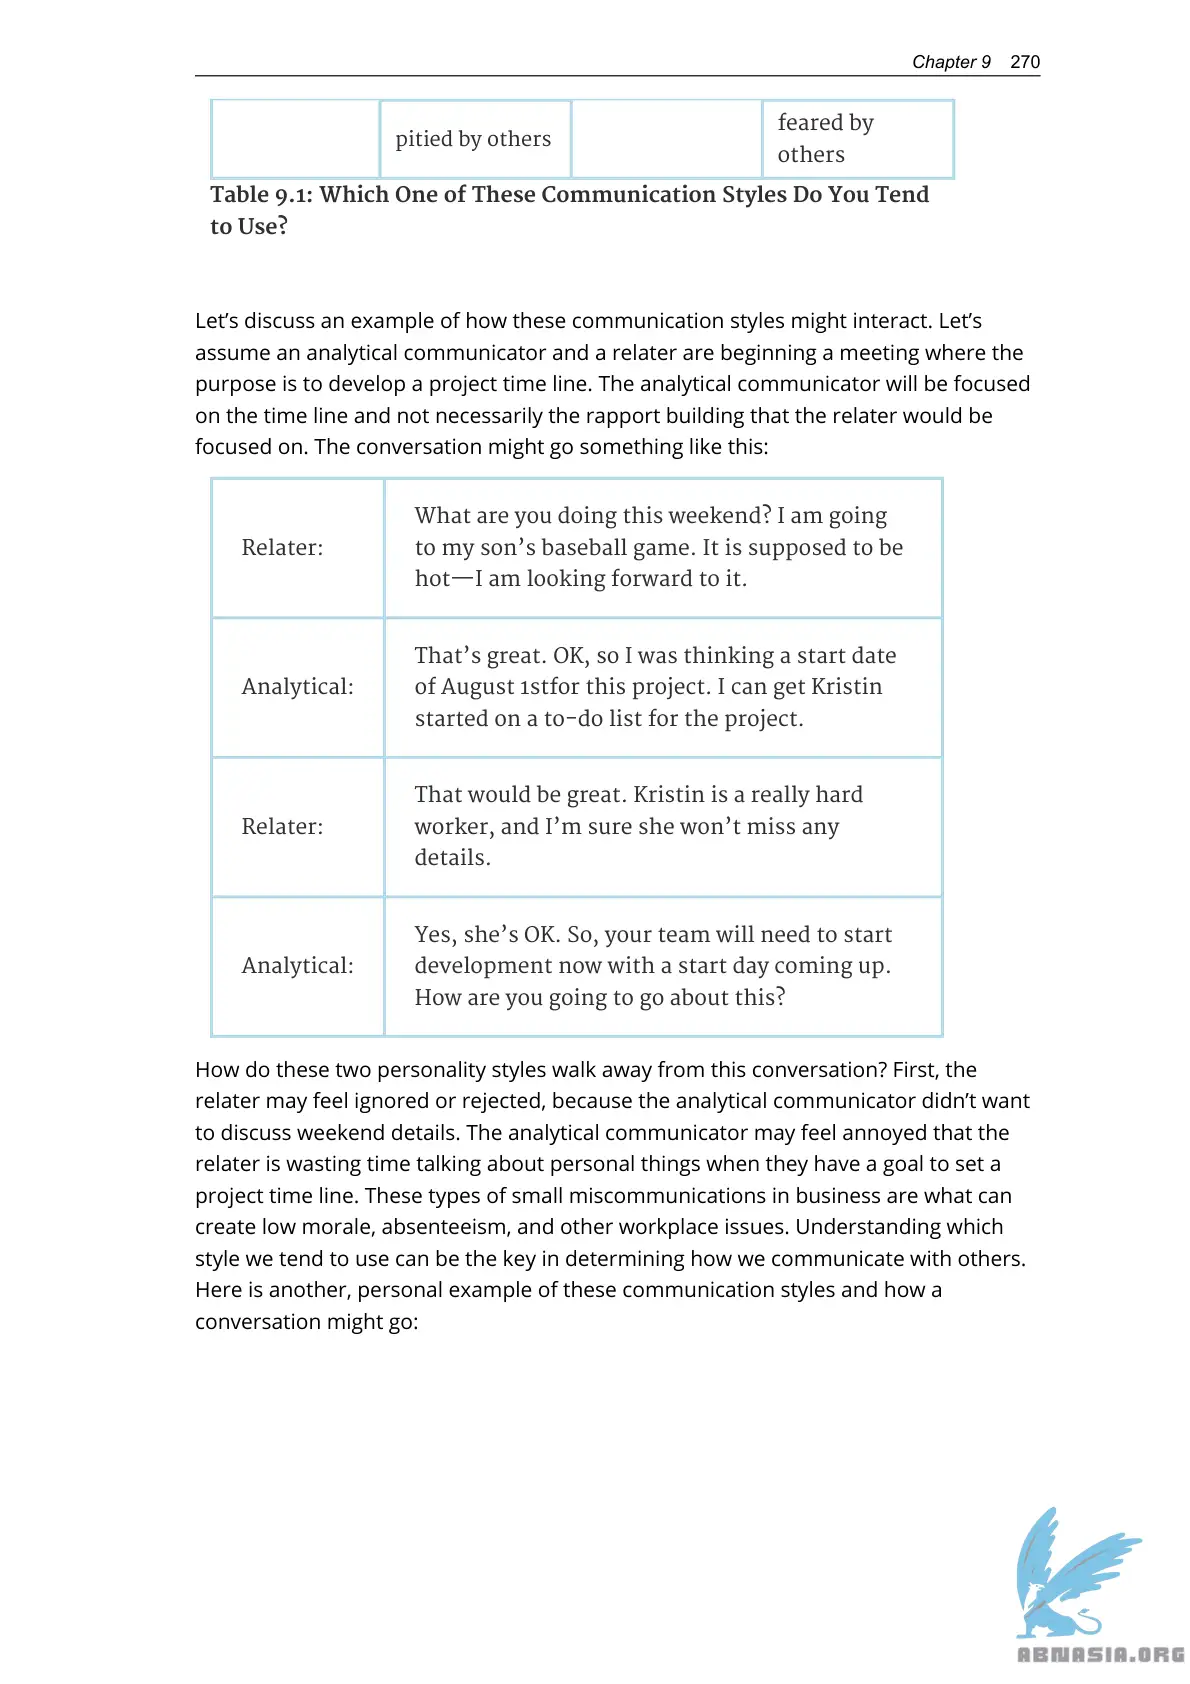 Chapter 9 270
pitied by others
feared by
others
Table 9.1: Which One of These Communication Styles Do You Tend
to Use?
Let’s discuss an example of how these communication styles might interact. Let’s
assume an analytical communicator and a relater are beginning a meeting where the
purpose is to develop a project time line. The analytical communicator will be focused
on the time line and not necessarily the rapport building that the relater would be
focused on. The conversation might go something like this:
Relater:
What are you doing this weekend? I am going
to my son’s baseball game. It is supposed to be
hot—I am looking forward to it.
Analytical:
That’s great. OK, so I was thinking a start date
of August 1stfor this project. I can get Kristin
started on a to-do list for the project.
Relater:
That would be great. Kristin is a really hard
worker, and I’m sure she won’t miss any
details.
Analytical:
Yes, she’s OK. So, your team will need to start
development now with a start day coming up.
How are you going to go about this?
How do these two personality styles walk away from this conversation? First, the
relater may feel ignored or rejected, because the analytical communicator didn’t want
to discuss weekend details. The analytical communicator may feel annoyed that the
relater is wasting time talking about personal things when they have a goal to set a
project time line. These types of small miscommunications in business are what can
create low morale, absenteeism, and other workplace issues. Understanding which
style we tend to use can be the key in determining how we communicate with others.
Here is another, personal example of these communication styles and how a
conversation might go:
ABNASIA.ORG